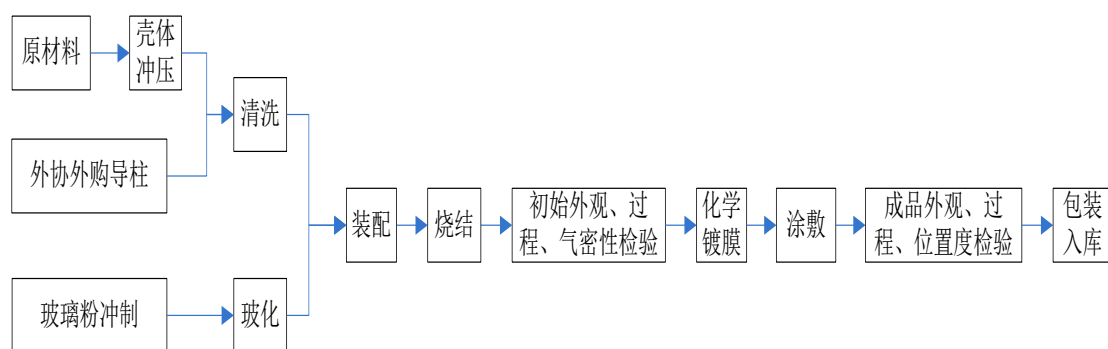 原材料
壳体
冲压
清洗
外协外购导柱
装配
烧结
初始外观、过
程、气密性检验
化学
镀膜
涂敷
成品外观、过
程、位置度检验
包装
入库
玻璃粉冲制
玻化